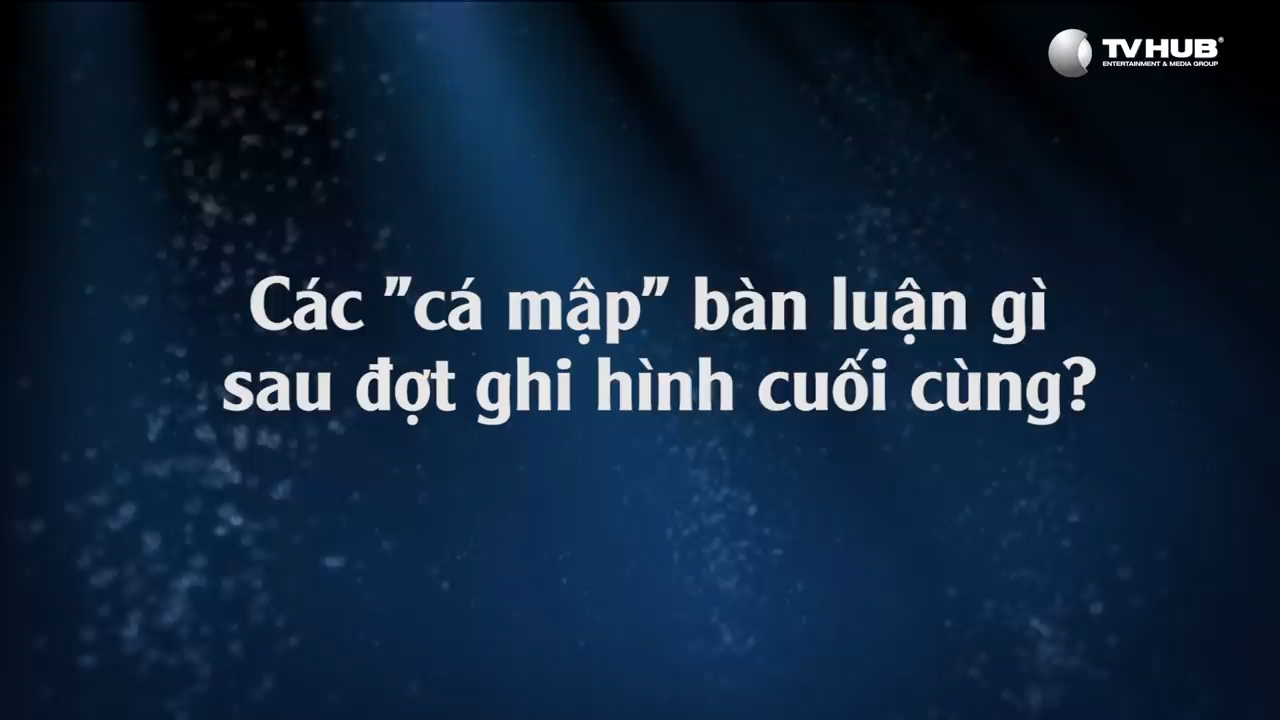 TV HUB®
ENTERTAINMENT & MEDIA GROUP
Các "cá mập" bàn luận gì
sau đợt ghi hình cuối cùng?